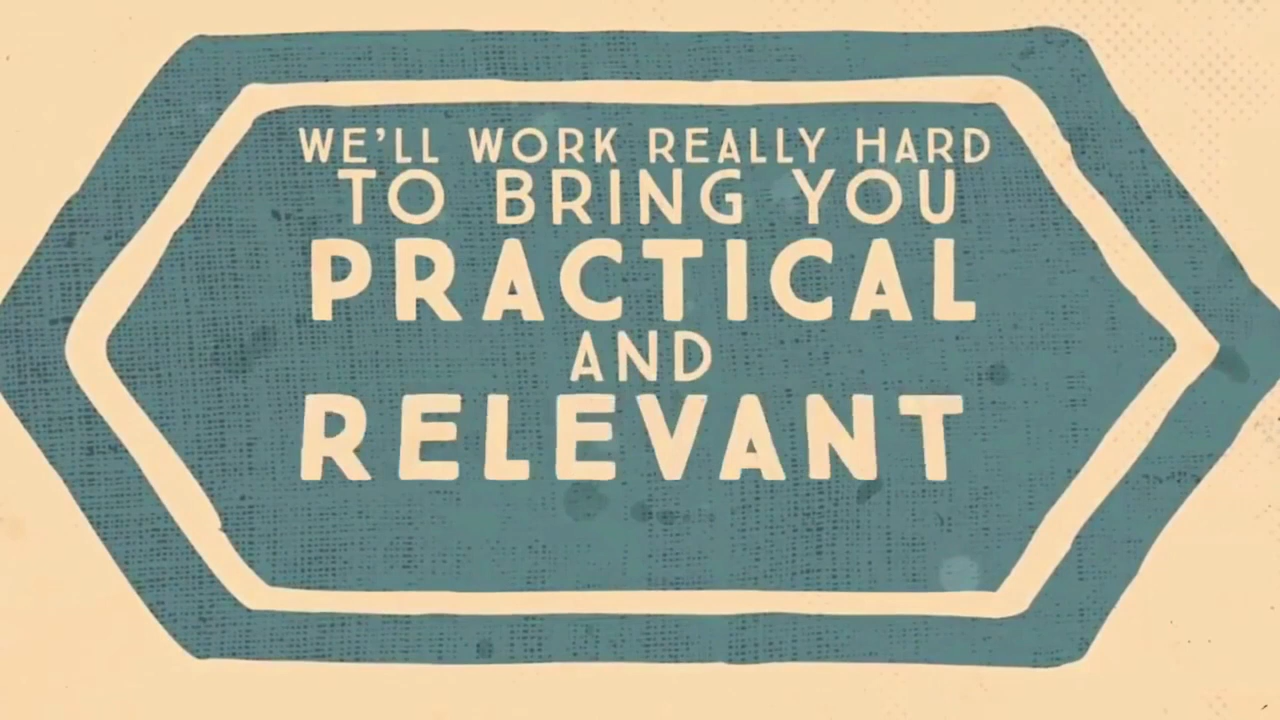 WE'LL WORK REALLY HARD
TO BRING YOU
PRACTICAL
AND
RELEVANT